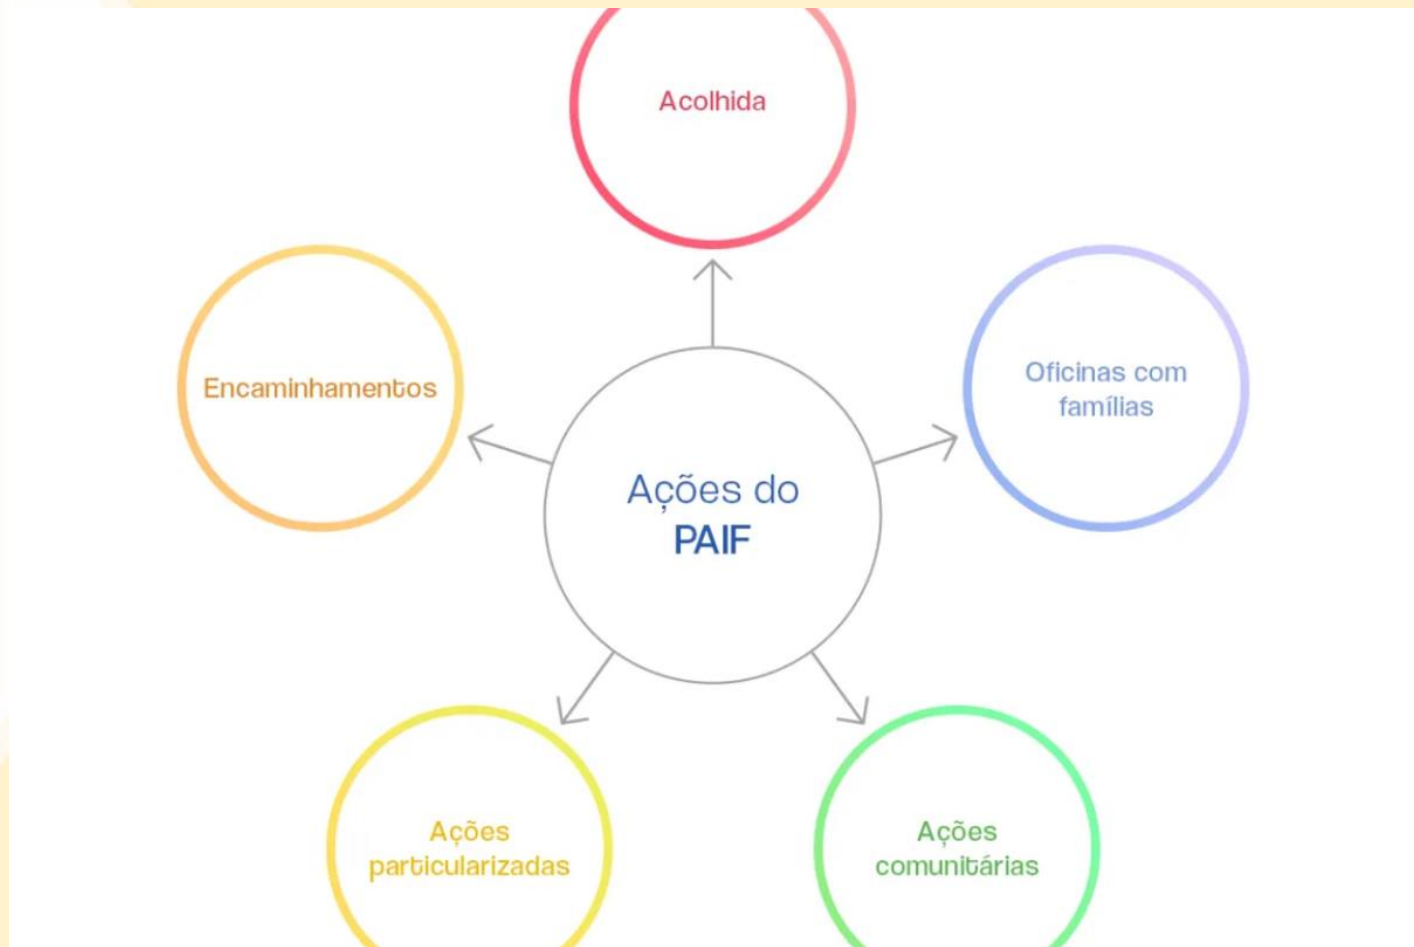 Acolhida
Encaminhamentos
Oficinas com
famílias
Ações do
PAIF
Ações
particularizadas
Ações
comunitárias